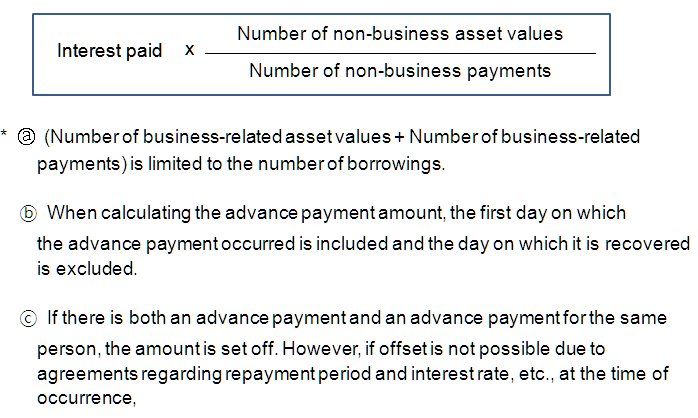 Interest paid x Number of non-business asset values
Number of non-business payments
* ⓐ (Number of business-related asset values + Number of business-related
payments) is limited to the number of borrowings.
ⓑ When calculating the advance payment amount, the first day on which
the advance payment occurred is included and the day on which it is recovered
is excluded.
ⓒ If there is both an advance payment and an advance payment for the same
person, the amount is set off. However, if offset is not possible due to
agreements regarding repayment period and interest rate, etc., at the time of
occurrence,